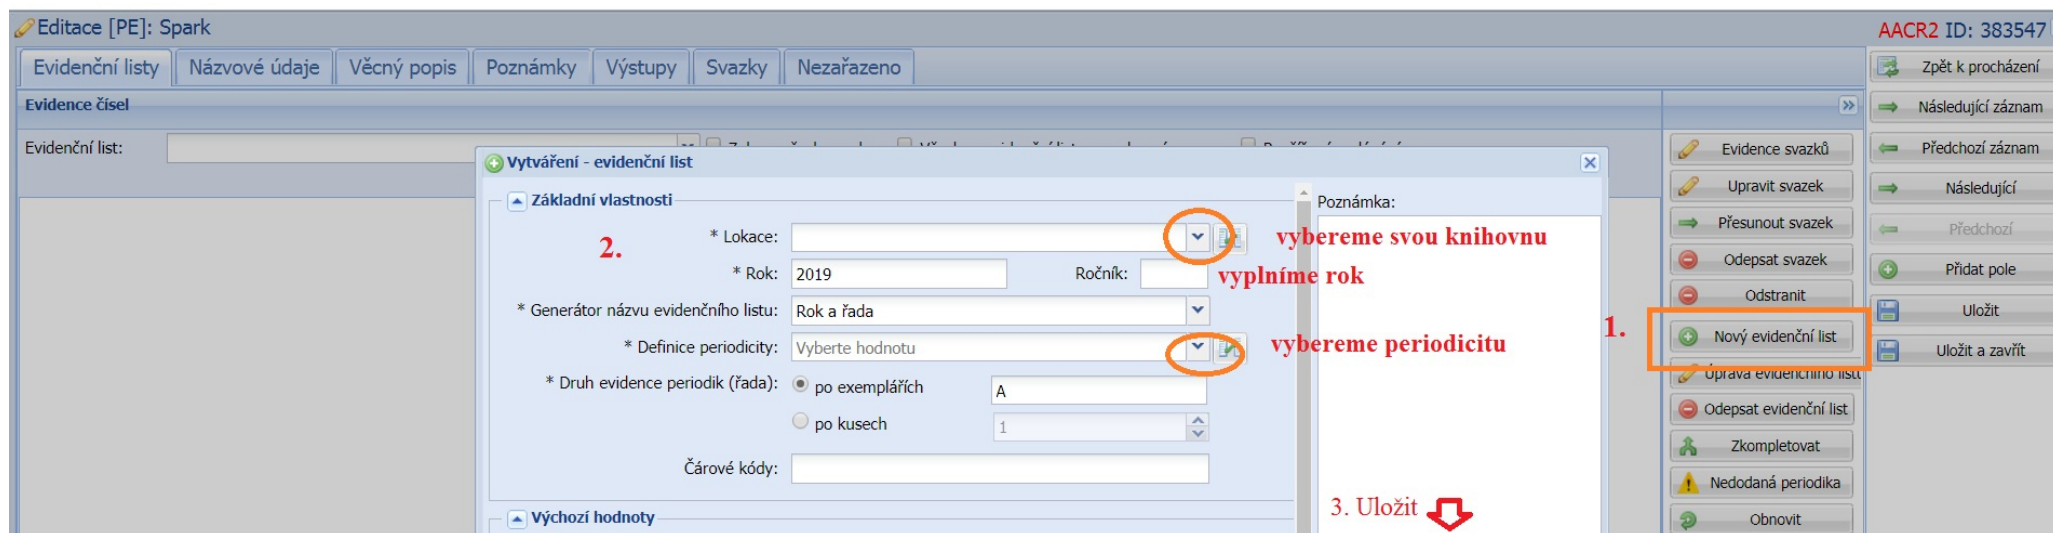 Editace [PE]: Spark
AACR2 ID: 383547
Evidenční listy Názvové údaje Věcný popis Poznámky Výstupy Svazky Nezařazeno
Evidence čísel
Evidenční list:
Vytváření - evidenční list
Základní vlastnosti
2.
* Lokace:
vybereme svou knihovnu
* Rok: 2019 Ročník:
vyplníme rok
* Generátor názvu evidenčního listu: Rok a řada
* Definice periodicity: Vyberte hodnotu
vybereme periodicitu
* Druh evidence periodik (řada): po exemplářích A
po kusech 1
Čárové kódy:
Výchozí hodnoty
Poznámka:
3. Uložit
1.
Evidence svazků
Upravit svazek
Přesunout svazek
Odepsat svazek
Odstranit
Nový evidenční list
Úprava evidenčního listu
Odepsat evidenční list
Zkompletovat
Nedodaná periodika
Obnovit
Zpět k procházení
Následující záznam
Předchozí záznam
Následující
Předchozí
Přidat pole
Uložit
Uložit a zavřít